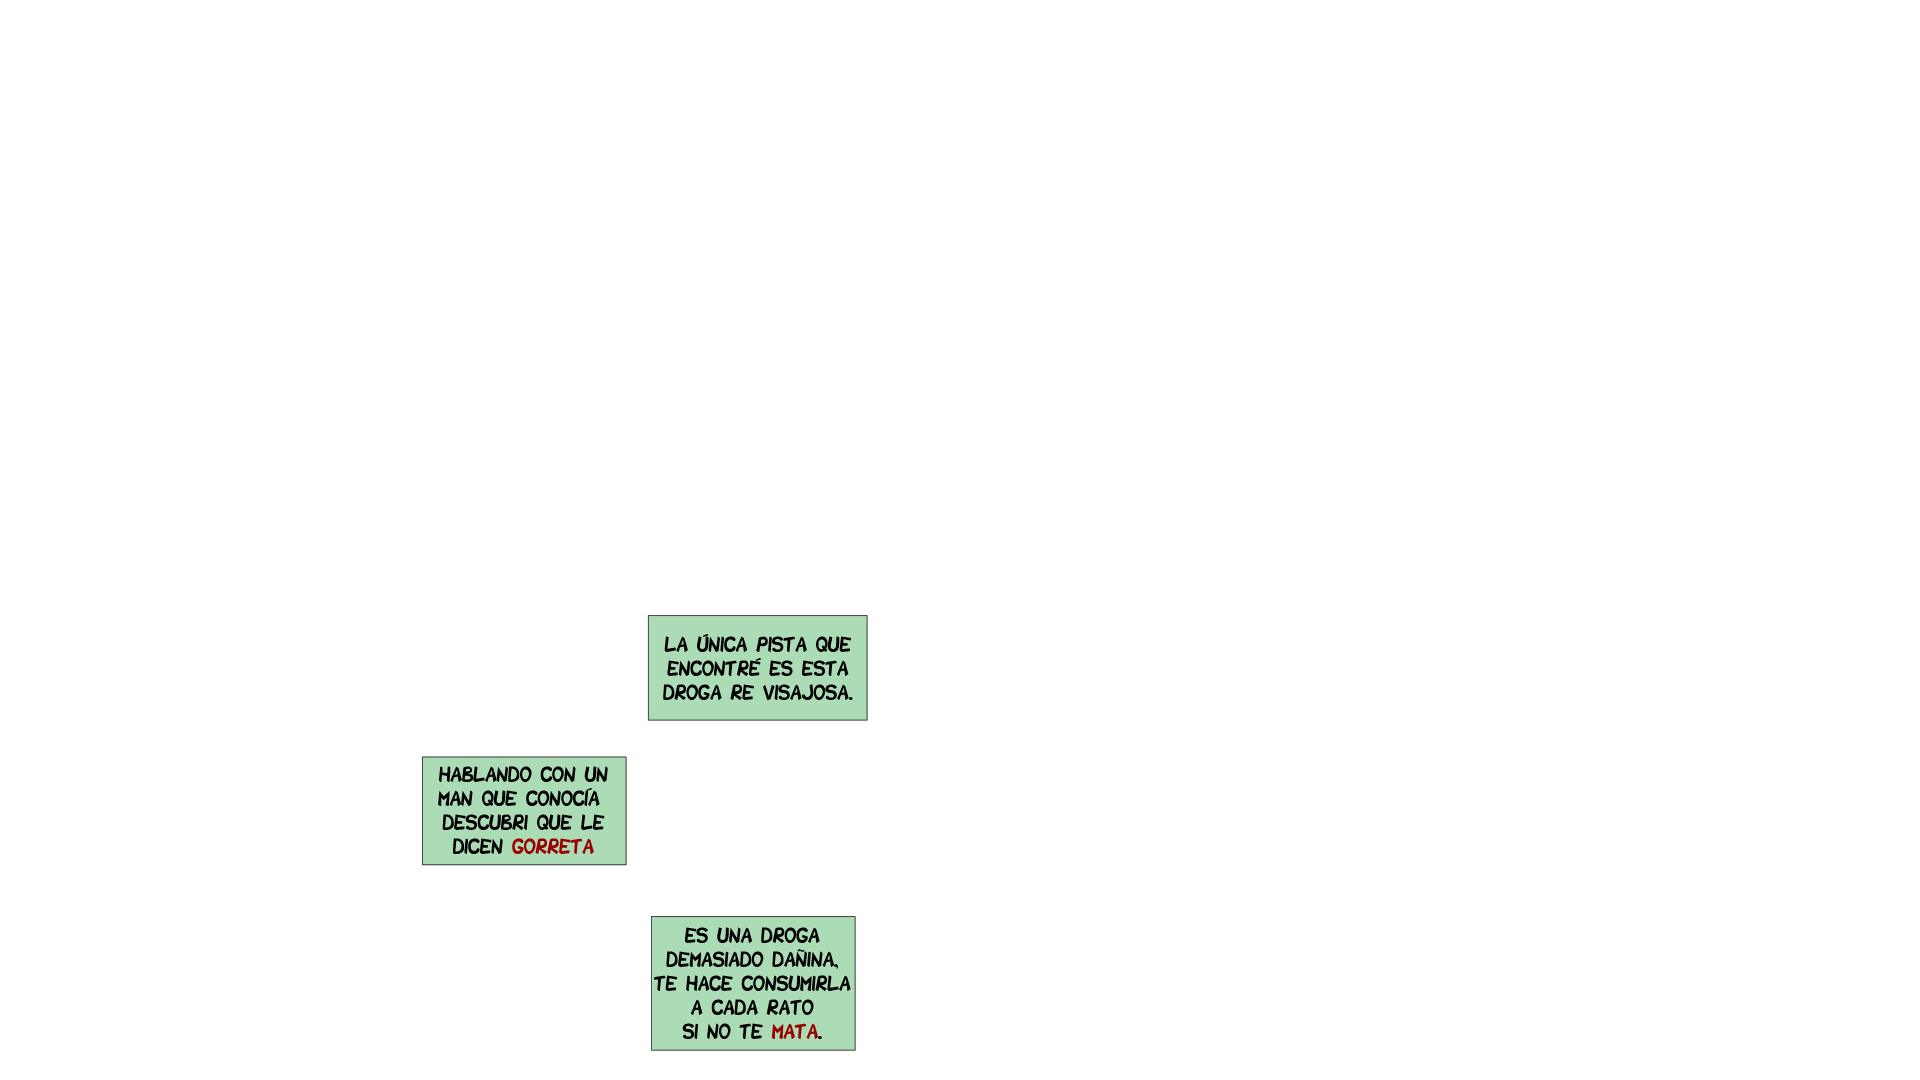 LA ÚNICA PISTA QUE
ENCONTRÉ ES ESTA
DROGA RE VISAJOSA.
HABLANDO CON UN
MAN QUE CONOCÍA
DESCUBRI QUE LE
DICEN GORRETA
ES UNA DROGA
DEMASIADO DAÑINA,
TE HACE CONSUMIRLA
A CADA RATO
SI NO TE MATA.